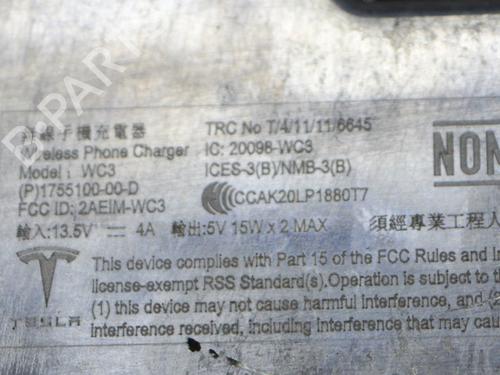 B-PARTS
無線手機充電器 TRC No T/4/11/11/6645
Wireless Phone Charger IC: 20098-WC3
Model : WC3 ICES-3(B)/NMB-3(B)
(P)1755100-00-D CCAK20LP1880T7
FCC ID: 2AEIM-WC3
輸入:13.5V 4A 輸出:5V 15W x 2 MAX 須經專業工程人
NON
TESLA
This device complies with Part 15 of the FCC Rules and
license-exempt RSS Standard(s).Operation is subject to the
(1) this device may not cause harmful interference, and
interference received, including interference that may cause